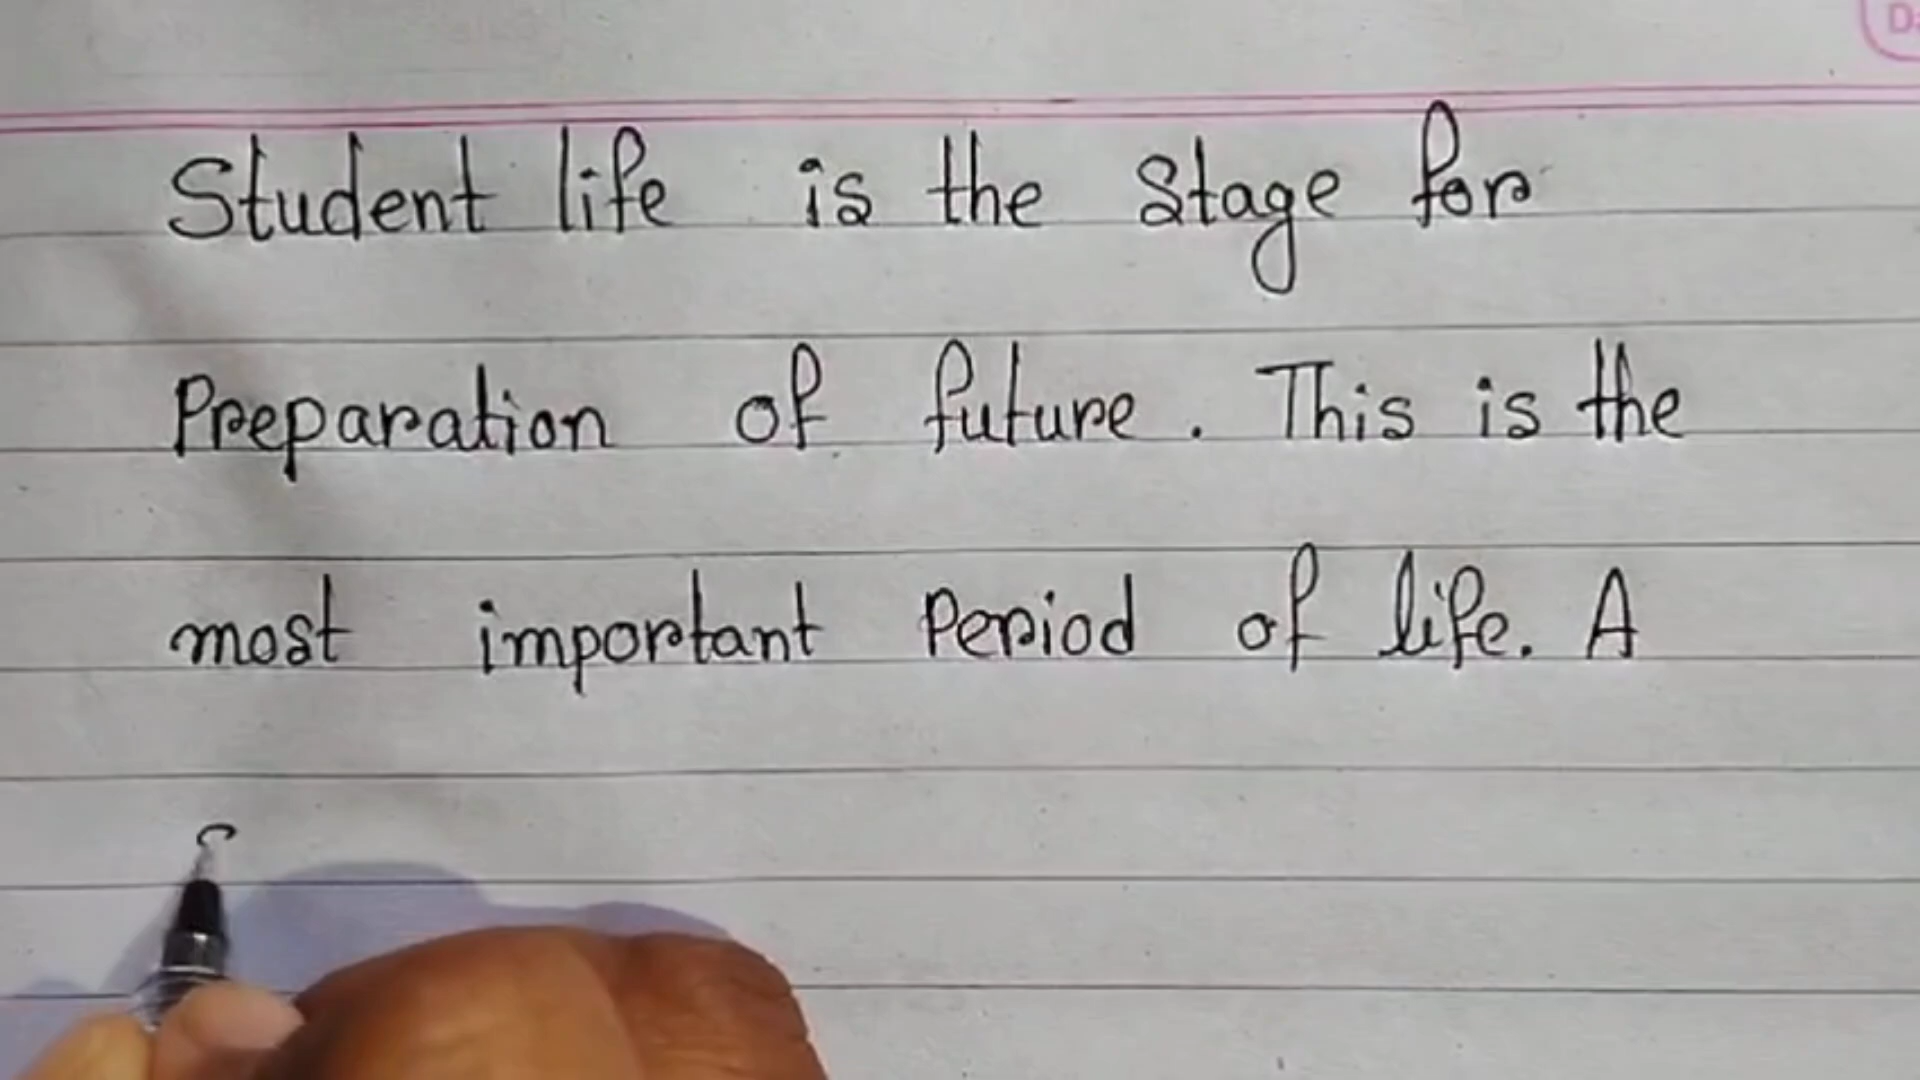 Student life is the Stage for
Preparation of future. This is the
most important Period of life. A